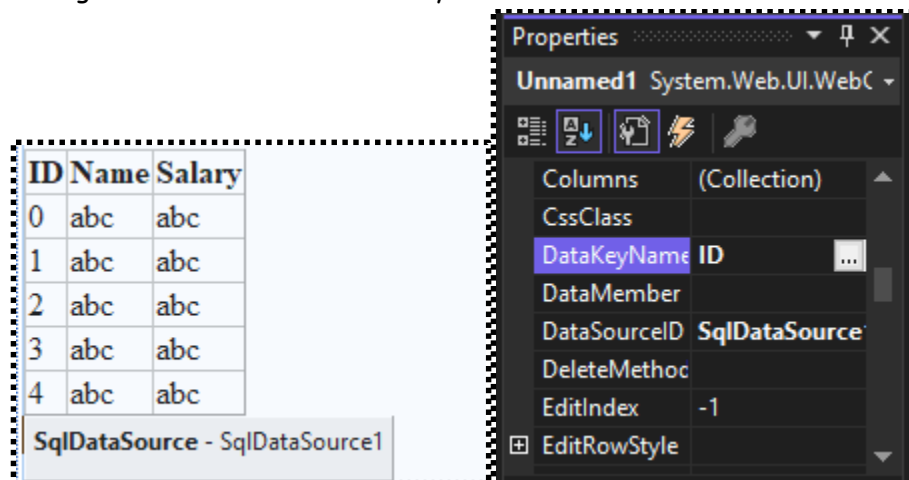 Properties
Unnamed1 System.Web.UI.WebC
Columns (Collection)
CssClass
DataKeyName ID ...
DataMember
DataSourceID SqlDataSource
DeleteMethod
EditIndex -1
EditRowStyle
ID Name Salary
0 abc abc
1 abc abc
2 abc abc
3 abc abc
4 abc abc
SqlDataSource - SqlDataSource1